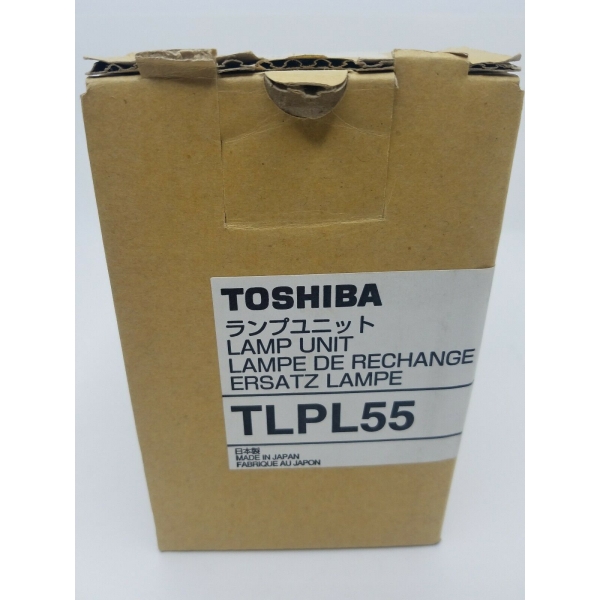 TOSHIBA
ランプユニット
LAMP UNIT
LAMPE DE RECHANGE
ERSATZ LAMPE
TLPL55
日本製
MADE IN JAPAN
FABRIQUE AU JAPON